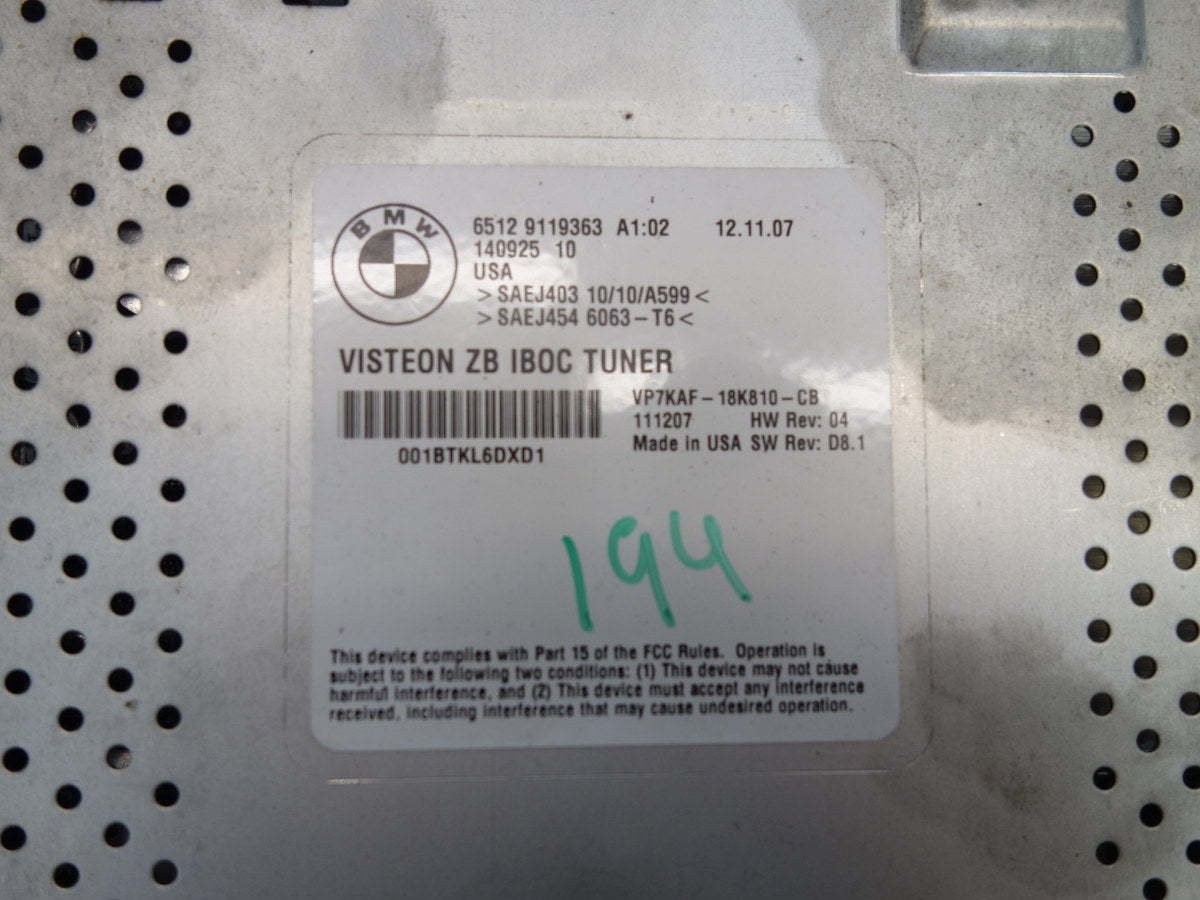 BMW
6512 9119363 A1:02 12.11.07
140925 10
USA
>SAEJ403 10/10/A599<
>SAEJ454 6063-T6<
VISTEON ZB IBOC TUNER
VP7KAF-18K810-CB
111207 HW Rev: 04
Made in USA SW Rev: D8.1
001BTKL6DXD1
194
This device complies with Part 15 of the FCC Rules. Operation is
subject to the following two conditions: (1) This device may not cause
harmful interference, and (2) This device must accept any interference
received, including interference that may cause undesired operation.